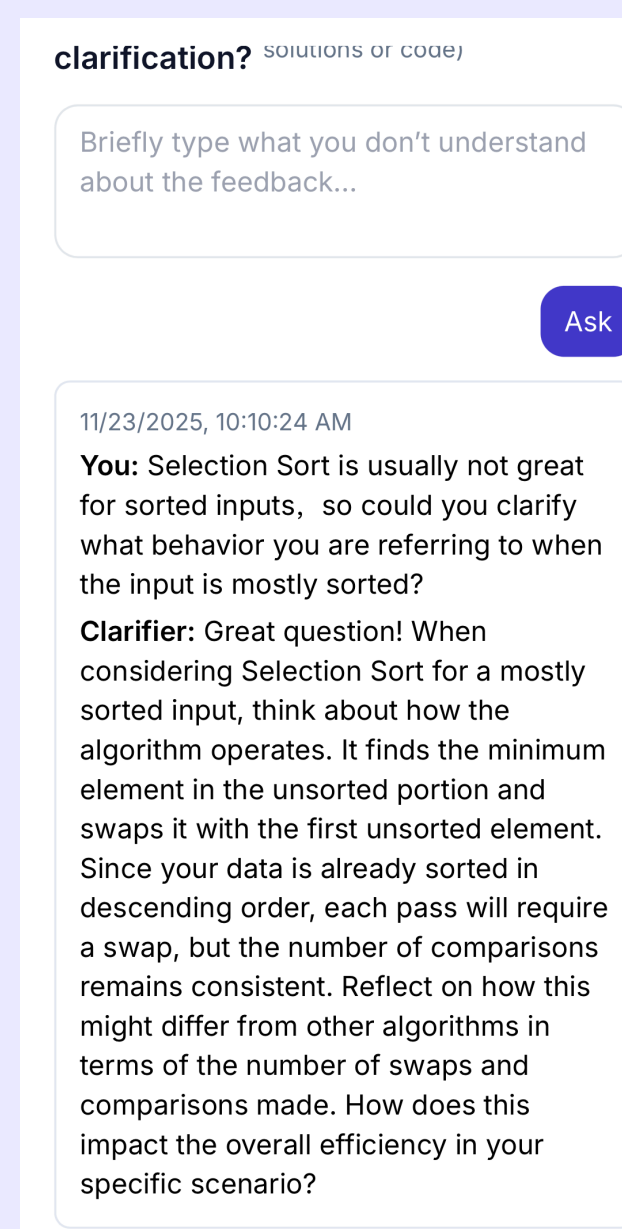 clarification? solutions or code)
Briefly type what you don’t understand
about the feedback...
Ask
11/23/2025, 10:10:24 AM
You: Selection Sort is usually not great
for sorted inputs，so could you clarify
what behavior you are referring to when
the input is mostly sorted?
Clarifier: Great question! When
considering Selection Sort for a mostly
sorted input, think about how the
algorithm operates. It finds the minimum
element in the unsorted portion and
swaps it with the first unsorted element.
Since your data is already sorted in
descending order, each pass will require
a swap, but the number of comparisons
remains consistent. Reflect on how this
might differ from other algorithms in
terms of the number of swaps and
comparisons made. How does this
impact the overall efficiency in your
specific scenario?